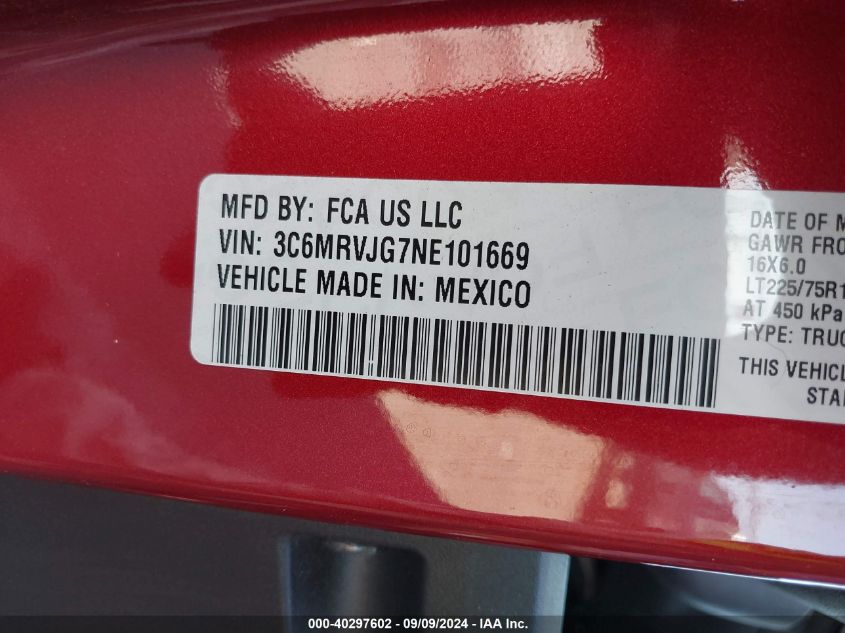 MFD BY: FCA US LLC
VIN: 3C6MRVJG7NE101669
VEHICLE MADE IN: MEXICO
DATE OF M
GAWR FRO
16X6.0
LT225/75R1
AT 450 kPa
TYPE: TRUC
THIS VEHICL
STA
000-40297602 - 09/09/2024 - IAA Inc.